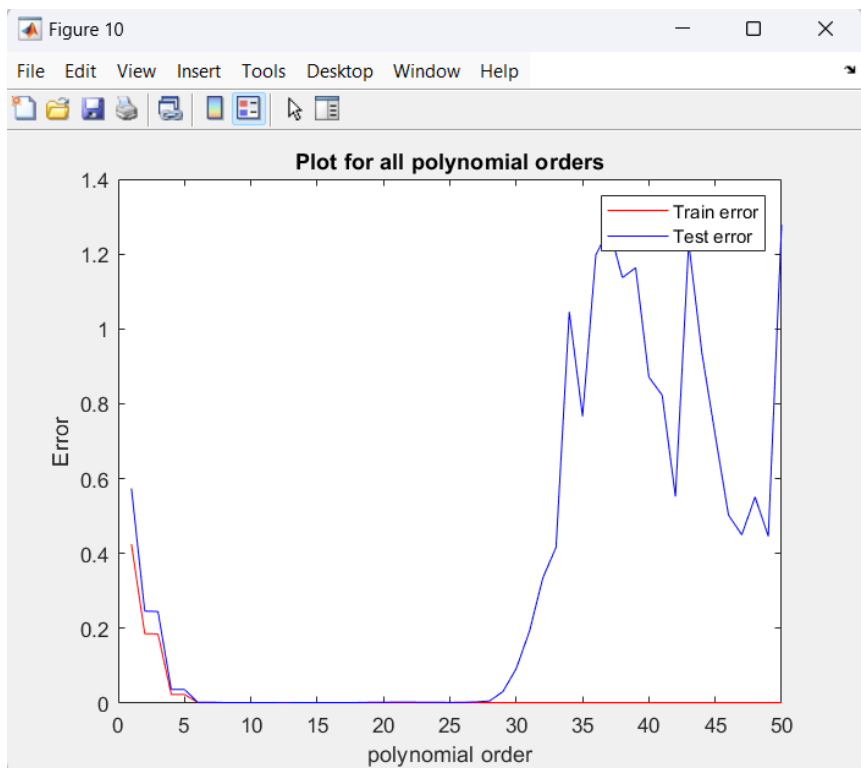 Figure 10
File Edit View Insert Tools Desktop Window Help
Plot for all polynomial orders
Train error
Test error
1.4
1.2
1
0.8
0.6
0.4
0.2
0
Error
0 5 10 15 20 25 30 35 40 45 50
polynomial order